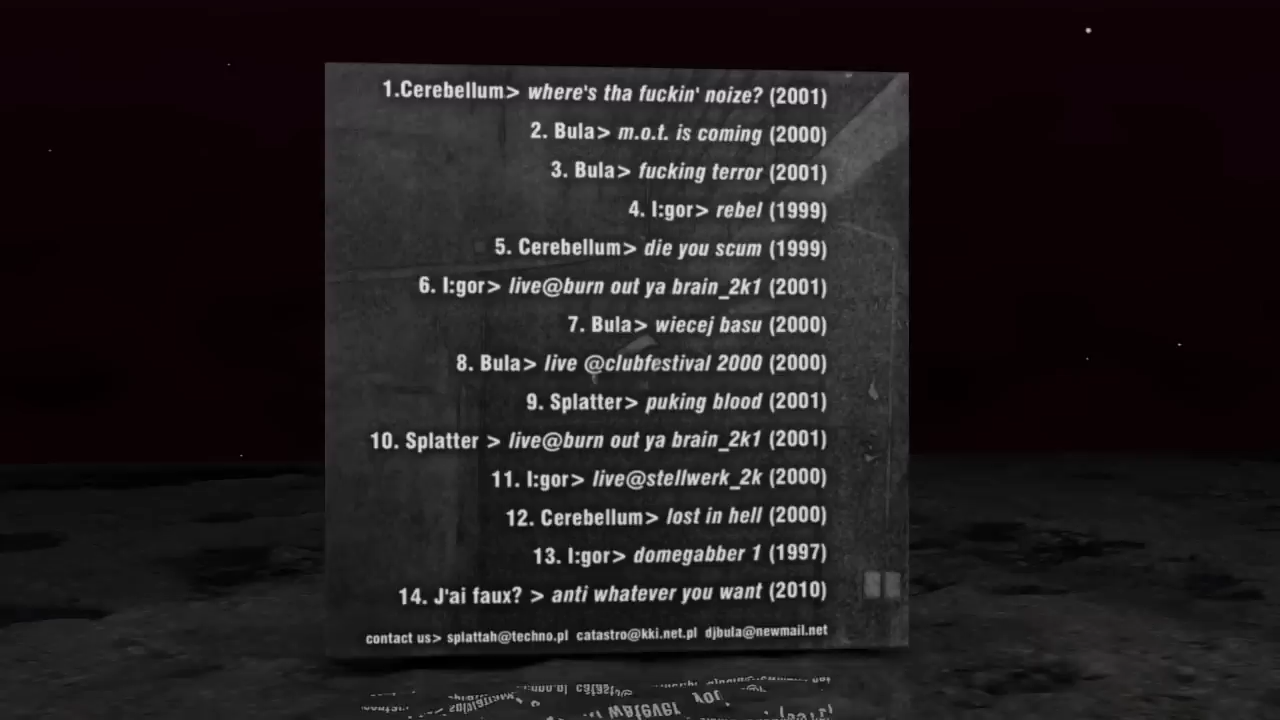 1.Cerebellum> where's tha fuckin' noize? (2001)
2. Bula> m.o.t. is coming (2000)
3. Bula> fucking terror (2001)
4. I:gor> rebel (1999)
5. Cerebellum> die you scum (1999)
6. I:gor> live@burn out ya brain_2k1 (2001)
7. Bula> wiecej basu (2000)
8. Bula> live @clubfestival 2000 (2000)
9. Splatter> puking blood (2001)
10. Splatter > live@burn out ya brain_2k1 (2001)
11. I:gor> live@stellwerk_2k (2000)
12. Cerebellum> lost in hell (2000)
13. I:gor> domegabber 1 (1997)
14. J'ai faux? > anti whatever you want (2010)
contact us> splattah@techno.pl catastro@kki.net.pl djbula@newmail.net